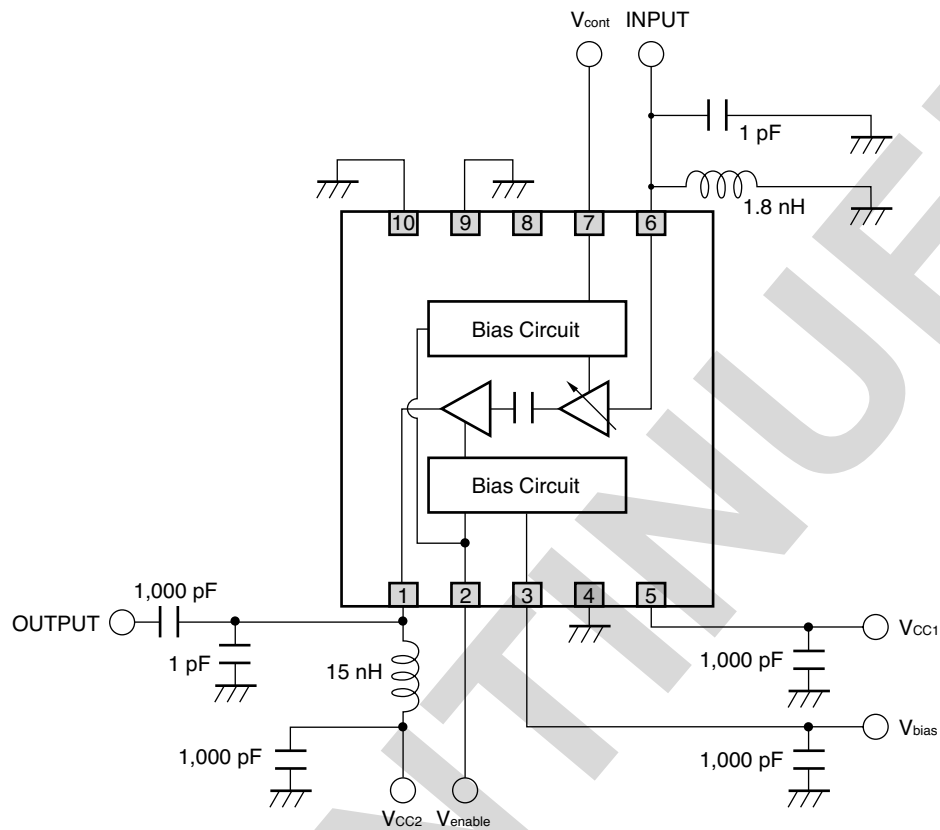 Vcont INPUT
1 pF
1.8 nH
10 9 8 7 6
Bias Circuit
Bias Circuit
1 2 3 4 5
1,000 pF
OUTPUT
1 pF
15 nH
1,000 pF
VCC1
1,000 pF
Vbias
1,000 pF
VCC2 Venable
NTINUE